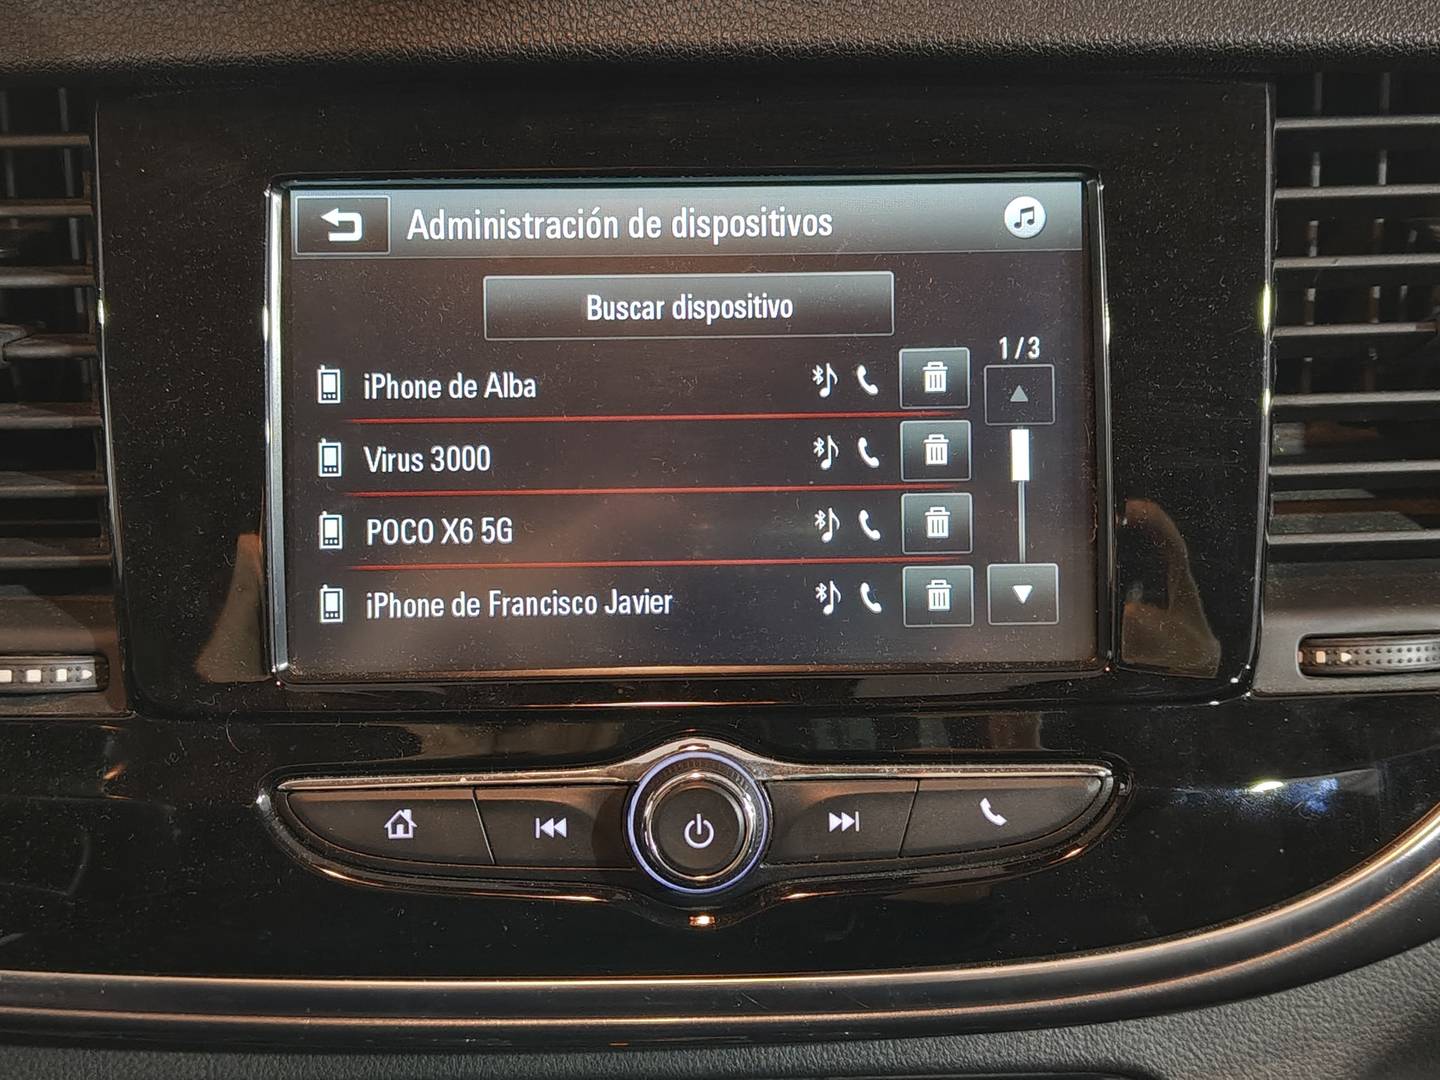 Administración de dispositivos
Buscar dispositivo
1/3
iPhone de Alba
Virus 3000
POCO X6 5G
iPhone de Francisco Javier